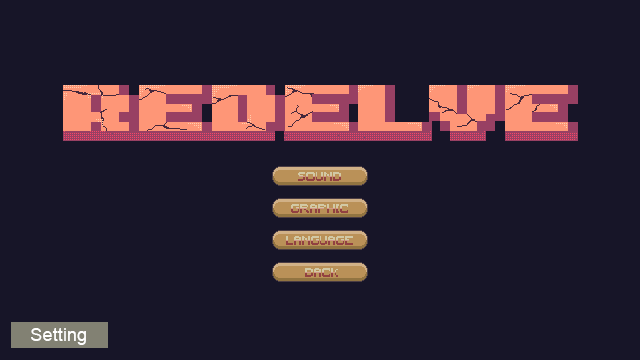 REDELVE
SOUND
GRAPHIC
LANGUAGE
BACK
Setting